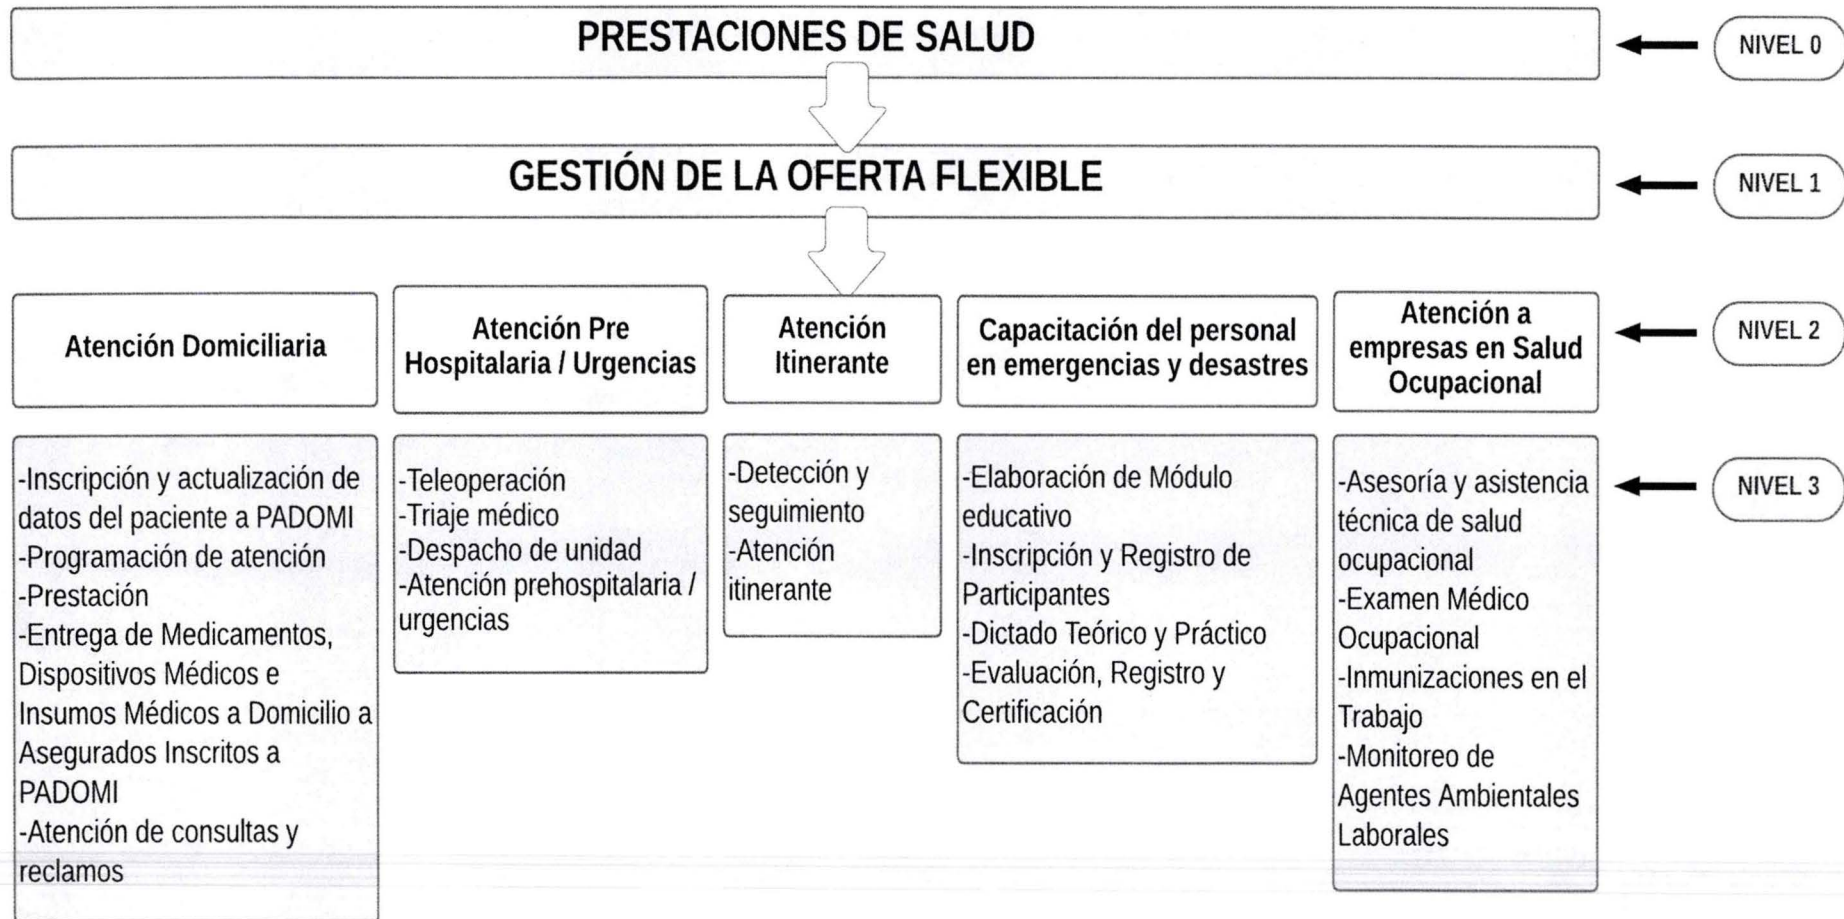 PRESTACIONES DE SALUD
NIVEL 0
GESTIÓN DE LA OFERTA FLEXIBLE
NIVEL 1
Atención Domiciliaria
Atención Pre
Hospitalaria / Urgencias
Atención
Itinerante
Capacitación del personal
en emergencias y desastres
Atención a
empresas en Salud
Ocupacional
NIVEL 2
-Inscripción y actualización de
datos del paciente a PADOMI
-Programación de atención
-Prestación
-Entrega de Medicamentos,
Dispositivos Médicos e
Insumos Médicos a Domicilio a
Asegurados Inscritos a
PADOMI
-Atención de consultas y
reclamos
-Teleoperación
-Triaje médico
-Despacho de unidad
-Atención prehospitalaria /
urgencias
-Detección y
seguimiento
-Atención
itinerante
-Elaboración de Módulo
educativo
-Inscripción y Registro de
Participantes
-Dictado Teórico y Práctico
-Evaluación, Registro y
Certificación
-Asesoría y asistencia
técnica de salud
ocupacional
-Examen Médico
Ocupacional
-Inmunizaciones en el
Trabajo
-Monitoreo de
Agentes Ambientales
Laborales
NIVEL 3